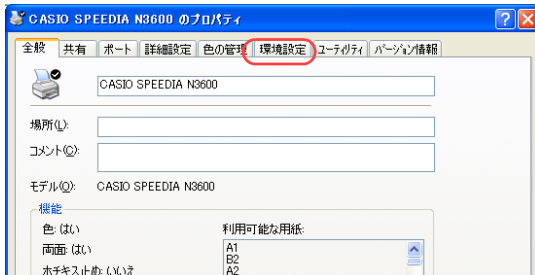 CASIO SPEEDIA N3600 のプロパティ
全般 共有 ポート 詳細設定 色の管理 環境設定 ユーティリティ バージョン情報
CASIO SPEEDIA N3600
場所(L):
コメント(C):
モデル(O): CASIO SPEEDIA N3600
機能
色: はい 利用可能な用紙:
両面: はい A1
B2
ホチキス止め: いいえ A2